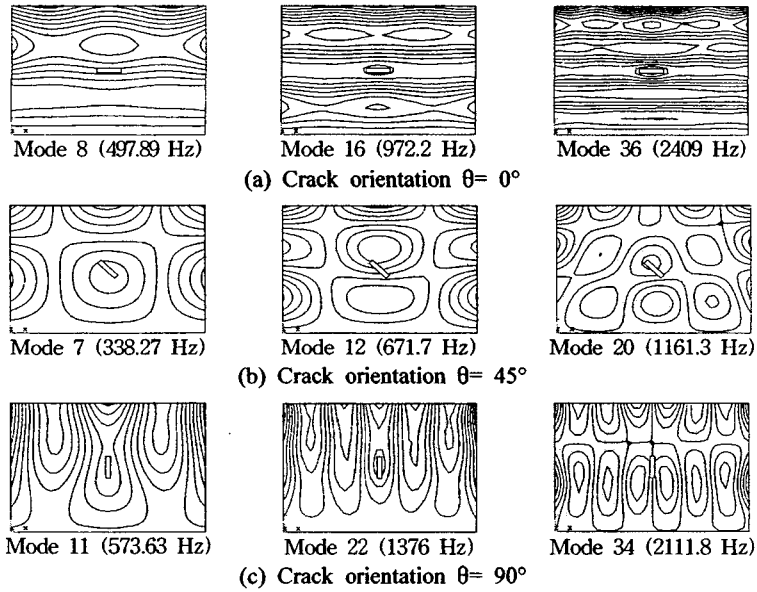 Mode 8 (497.89 Hz) Mode 16 (972.2 Hz) Mode 36 (2409 Hz)
(a) Crack orientation θ= 0°
Mode 7 (338.27 Hz) Mode 12 (671.7 Hz) Mode 20 (1161.3 Hz)
(b) Crack orientation θ= 45°
Mode 11 (573.63 Hz) Mode 22 (1376 Hz) Mode 34 (2111.8 Hz)
(c) Crack orientation θ= 90°